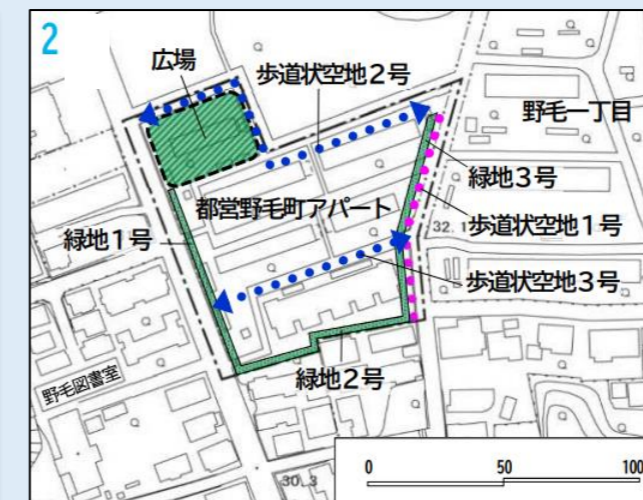 2
広場
歩道状空地2号
野毛一丁目
緑地3号
都営野毛町アパート
歩道状空地1号
32.1
緑地1号
歩道状空地3号
緑地2号
野毛図書室
30.3
0 50 100